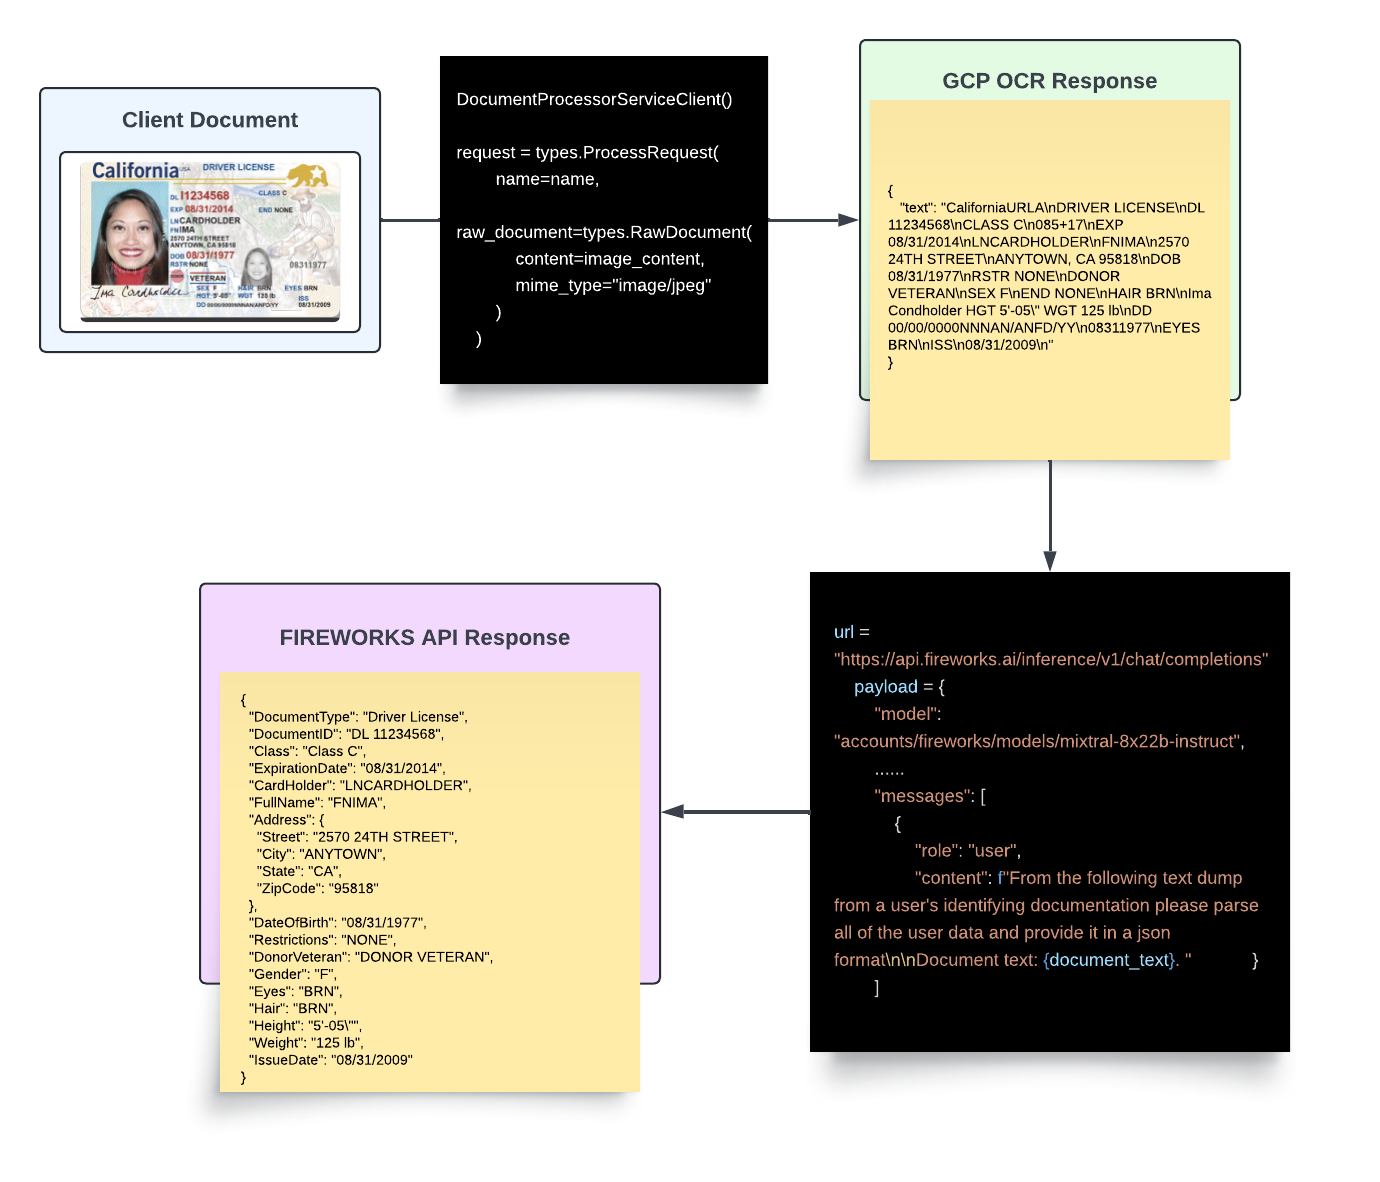 Client Document
California USA DRIVER LICENSE
DL I1234568 CLASS C
EXP 08/31/2014 END NONE
LN CARDHOLDER
FN IMA
2570 24TH STREET
ANYTOWN, CA 95818
DOB 08/31/1977
RSTR NONE 08311977
VETERAN
SEX F HAIR BRN EYES BRN
HGT 5'-05" WGT 125 lb ISS
DD 00/00/0000NNNAN/ANFD/YY 08/31/2009
Ima Cardholder
DocumentProcessorServiceClient()
request = types.ProcessRequest(
name=name,
raw_document=types.RawDocument(
content=image_content,
mime_type="image/jpeg"
)
)
GCP OCR Response
{
"text": "CaliforniaURLA\nDRIVER LICENSE\nDL
11234568\nCLASS C\n085+17\nEXP
08/31/2014\nLNCARDHOLDER\nFNIMA\n2570
24TH STREET\nANYTOWN, CA 95818\nDOB
08/31/1977\nRSTR NONE\nDONOR
VETERAN\nSEX F\nEND NONE\nHAIR BRN\nIma
Condholder HGT 5'-05\" WGT 125 lb\nDD
00/00/0000NNNAN/ANFD/YY\n08311977\nEYES
BRN\nISS\n08/31/2009\n"
}
url =
"https://api.fireworks.ai/inference/v1/chat/completions"
payload = {
"model":
"accounts/fireworks/models/mixtral-8x22b-instruct",
......
"messages": [
{
"role": "user",
"content": f"From the following text dump
from a user's identifying documentation please parse
all of the user data and provide it in a json
format\n\nDocument text: {document_text}. " }
]
FIREWORKS API Response
{
"DocumentType": "Driver License",
"DocumentID": "DL 11234568",
"Class": "Class C",
"ExpirationDate": "08/31/2014",
"CardHolder": "LNCARDHOLDER",
"FullName": "FNIMA",
"Address": {
"Street": "2570 24TH STREET",
"City": "ANYTOWN",
"State": "CA",
"ZipCode": "95818"
},
"DateOfBirth": "08/31/1977",
"Restrictions": "NONE",
"DonorVeteran": "DONOR VETERAN",
"Gender": "F",
"Eyes": "BRN",
"Hair": "BRN",
"Height": "5'-05\"",
"Weight": "125 lb",
"IssueDate": "08/31/2009"
}